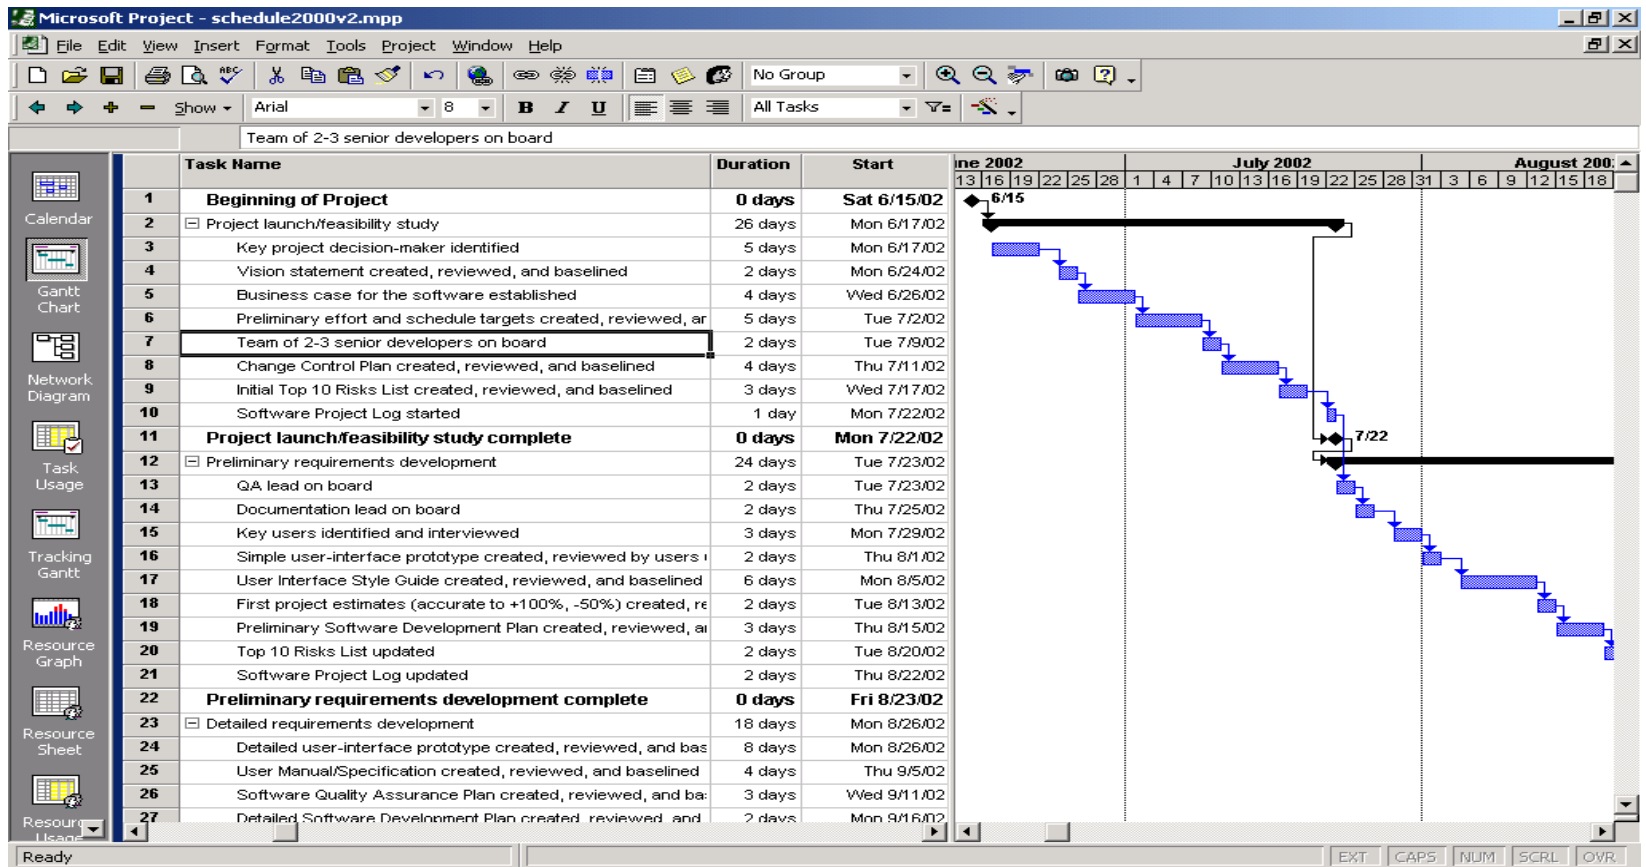 Microsoft Project - schedule2000v2.mpp
File Edit View Insert Format Tools Project Window Help
ABC No Group ?
Show Arial 8 B I U All Tasks
Team of 2-3 senior developers on board
Task Name Duration Start ne 2002 July 2002 August 200
13 16 19 22 25 28 1 4 7 10 13 16 19 22 25 28 31 3 6 9 12 15 18
1 Beginning of Project 0 days Sat 6/15/02 6/15
2 Project launch/feasibility study 26 days Mon 6/17/02
3 Key project decision-maker identified 5 days Mon 6/17/02
4 Vision statement created, reviewed, and baselined 2 days Mon 6/24/02
5 Business case for the software established 4 days Wed 6/26/02
6 Preliminary effort and schedule targets created, reviewed, ar 5 days Tue 7/2/02
7 Team of 2-3 senior developers on board 2 days Tue 7/9/02
8 Change Control Plan created, reviewed, and baselined 4 days Thu 7/11/02
9 Initial Top 10 Risks List created, reviewed, and baselined 3 days Wed 7/17/02
10 Software Project Log started 1 day Mon 7/22/02
11 Project launch/feasibility study complete 0 days Mon 7/22/02 7/22
12 Preliminary requirements development 24 days Tue 7/23/02
13 QA lead on board 2 days Tue 7/23/02
14 Documentation lead on board 2 days Thu 7/25/02
15 Key users identified and interviewed 3 days Mon 7/29/02
16 Simple user-interface prototype created, reviewed by users 2 days Thu 8/1/02
17 User Interface Style Guide created, reviewed, and baselined 6 days Mon 8/5/02
18 First project estimates (accurate to +100%, -50%) created, re 2 days Tue 8/13/02
19 Preliminary Software Development Plan created, reviewed, ar 3 days Thu 8/15/02
20 Top 10 Risks List updated 2 days Tue 8/20/02
21 Software Project Log updated 2 days Thu 8/22/02
22 Preliminary requirements development complete 0 days Fri 8/23/02
23 Detailed requirements development 18 days Mon 8/26/02
24 Detailed user-interface prototype created, reviewed, and bas 8 days Mon 8/26/02
25 User Manual/Specification created, reviewed, and baselined 4 days Thu 9/5/02
26 Software Quality Assurance Plan created, reviewed, and ba 3 days Wed 9/11/02
27 Detailed Software Development Plan created, reviewed, and 2 days Mon 9/16/02
Calendar
Gantt
Chart
Network
Diagram
Task
Usage
Tracking
Gantt
Resource
Graph
Resource
Sheet
Resourc
Usage
Ready EXT CAPS NUM SCRL OVR